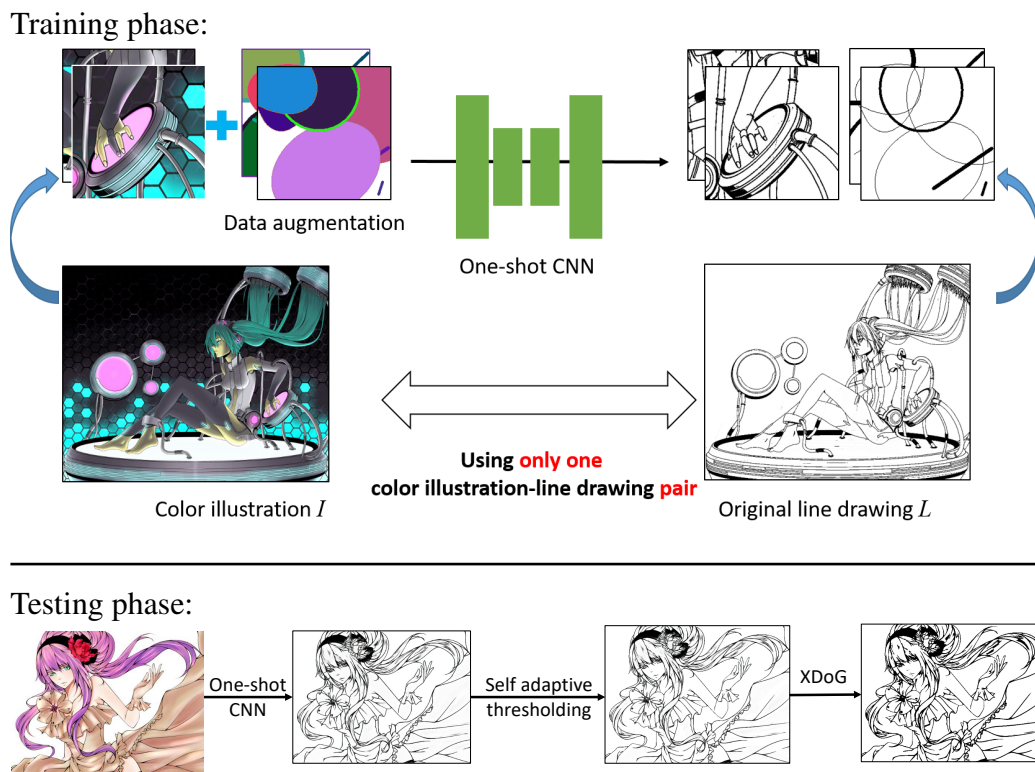 Training phase:
Data augmentation
One-shot CNN
Using only one
color illustration-line drawing pair
Color illustration I
Original line drawing L
Testing phase:
One-shot
CNN
Self adaptive
thresholding
XDoG